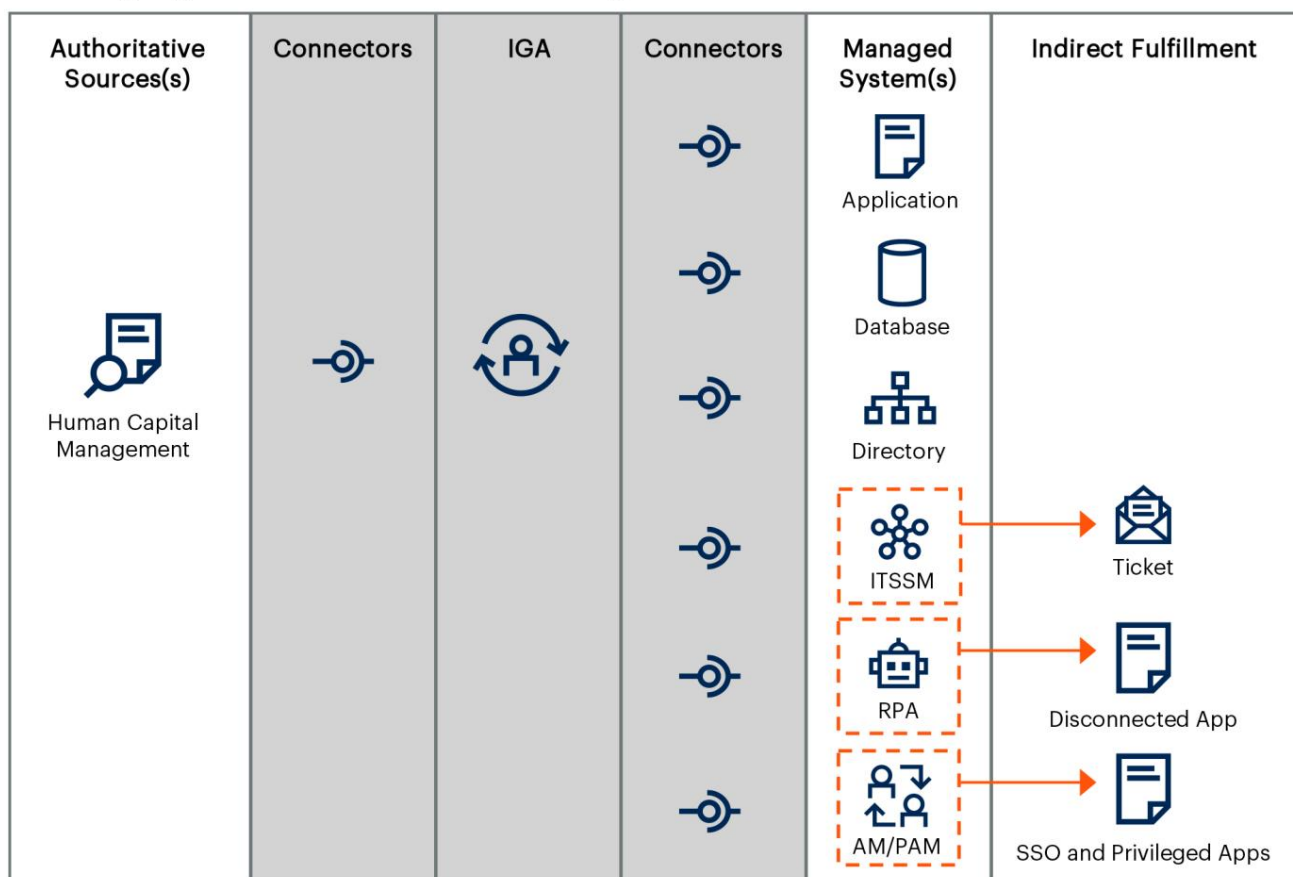 Authoritative
Sources(s)
Connectors
IGA
Connectors
Managed
System(s)
Indirect Fulfillment
Application
Database
Human Capital
Management
Directory
ITSSM
Ticket
RPA
Disconnected App
AM/PAM
SSO and Privileged Apps